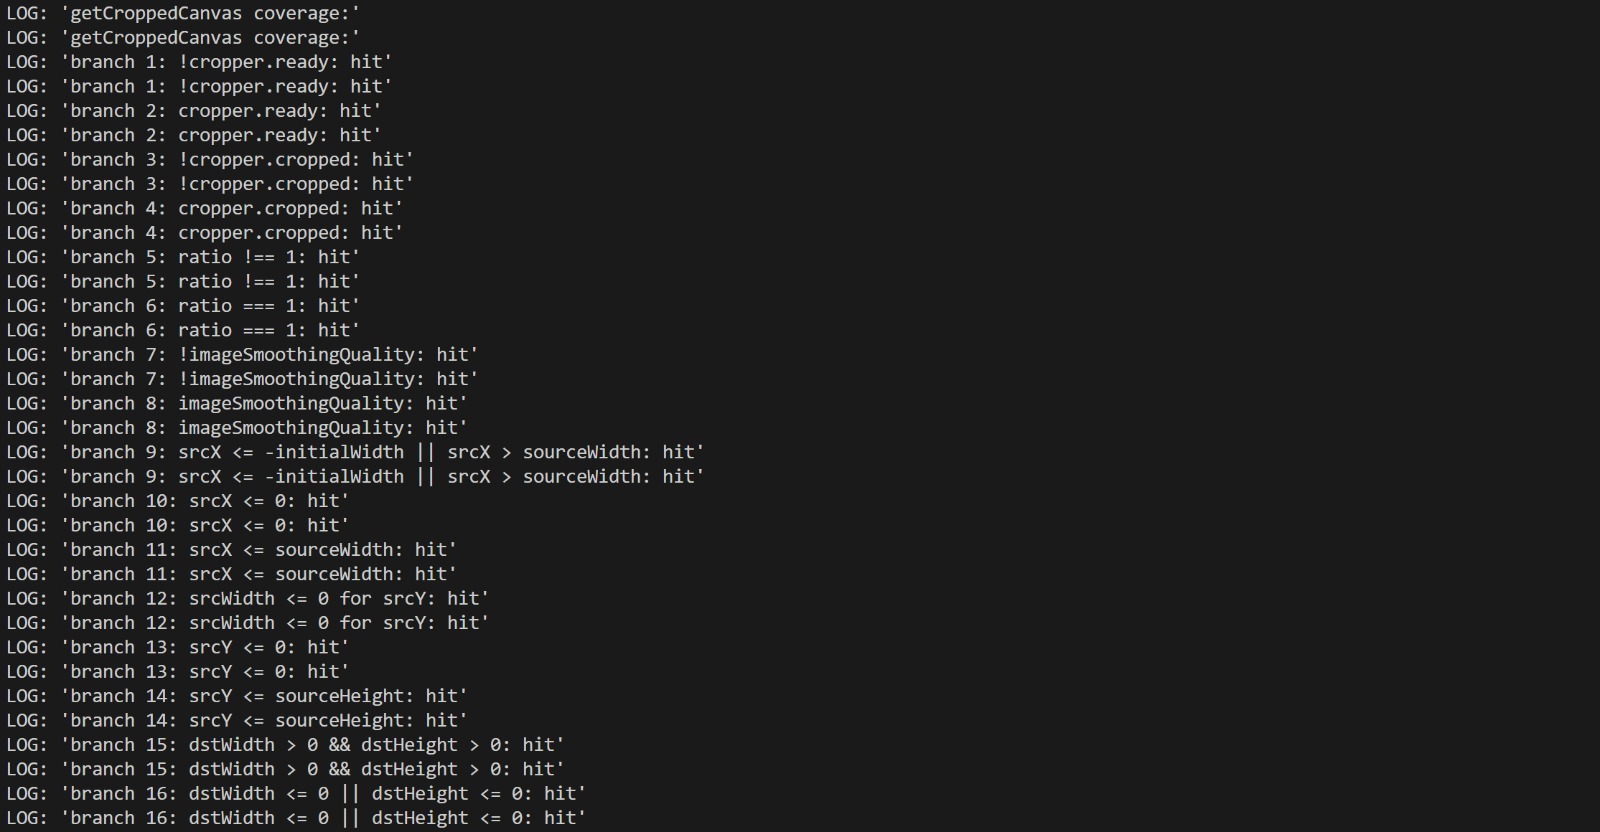 LOG: 'getCroppedCanvas coverage:'
LOG: 'getCroppedCanvas coverage:'
LOG: 'branch 1: !cropper.ready: hit'
LOG: 'branch 1: !cropper.ready: hit'
LOG: 'branch 2: cropper.ready: hit'
LOG: 'branch 2: cropper.ready: hit'
LOG: 'branch 3: !cropper.cropped: hit'
LOG: 'branch 3: !cropper.cropped: hit'
LOG: 'branch 4: cropper.cropped: hit'
LOG: 'branch 4: cropper.cropped: hit'
LOG: 'branch 5: ratio !== 1: hit'
LOG: 'branch 5: ratio !== 1: hit'
LOG: 'branch 6: ratio === 1: hit'
LOG: 'branch 6: ratio === 1: hit'
LOG: 'branch 7: !imageSmoothingQuality: hit'
LOG: 'branch 7: !imageSmoothingQuality: hit'
LOG: 'branch 8: imageSmoothingQuality: hit'
LOG: 'branch 8: imageSmoothingQuality: hit'
LOG: 'branch 9: srcX <= -initialWidth || srcX > sourceWidth: hit'
LOG: 'branch 9: srcX <= -initialWidth || srcX > sourceWidth: hit'
LOG: 'branch 10: srcX <= 0: hit'
LOG: 'branch 10: srcX <= 0: hit'
LOG: 'branch 11: srcX <= sourceWidth: hit'
LOG: 'branch 11: srcX <= sourceWidth: hit'
LOG: 'branch 12: srcWidth <= 0 for srcY: hit'
LOG: 'branch 12: srcWidth <= 0 for srcY: hit'
LOG: 'branch 13: srcY <= 0: hit'
LOG: 'branch 13: srcY <= 0: hit'
LOG: 'branch 14: srcY <= sourceHeight: hit'
LOG: 'branch 14: srcY <= sourceHeight: hit'
LOG: 'branch 15: dstWidth > 0 && dstHeight > 0: hit'
LOG: 'branch 15: dstWidth > 0 && dstHeight > 0: hit'
LOG: 'branch 16: dstWidth <= 0 || dstHeight <= 0: hit'
LOG: 'branch 16: dstWidth <= 0 || dstHeight <= 0: hit'